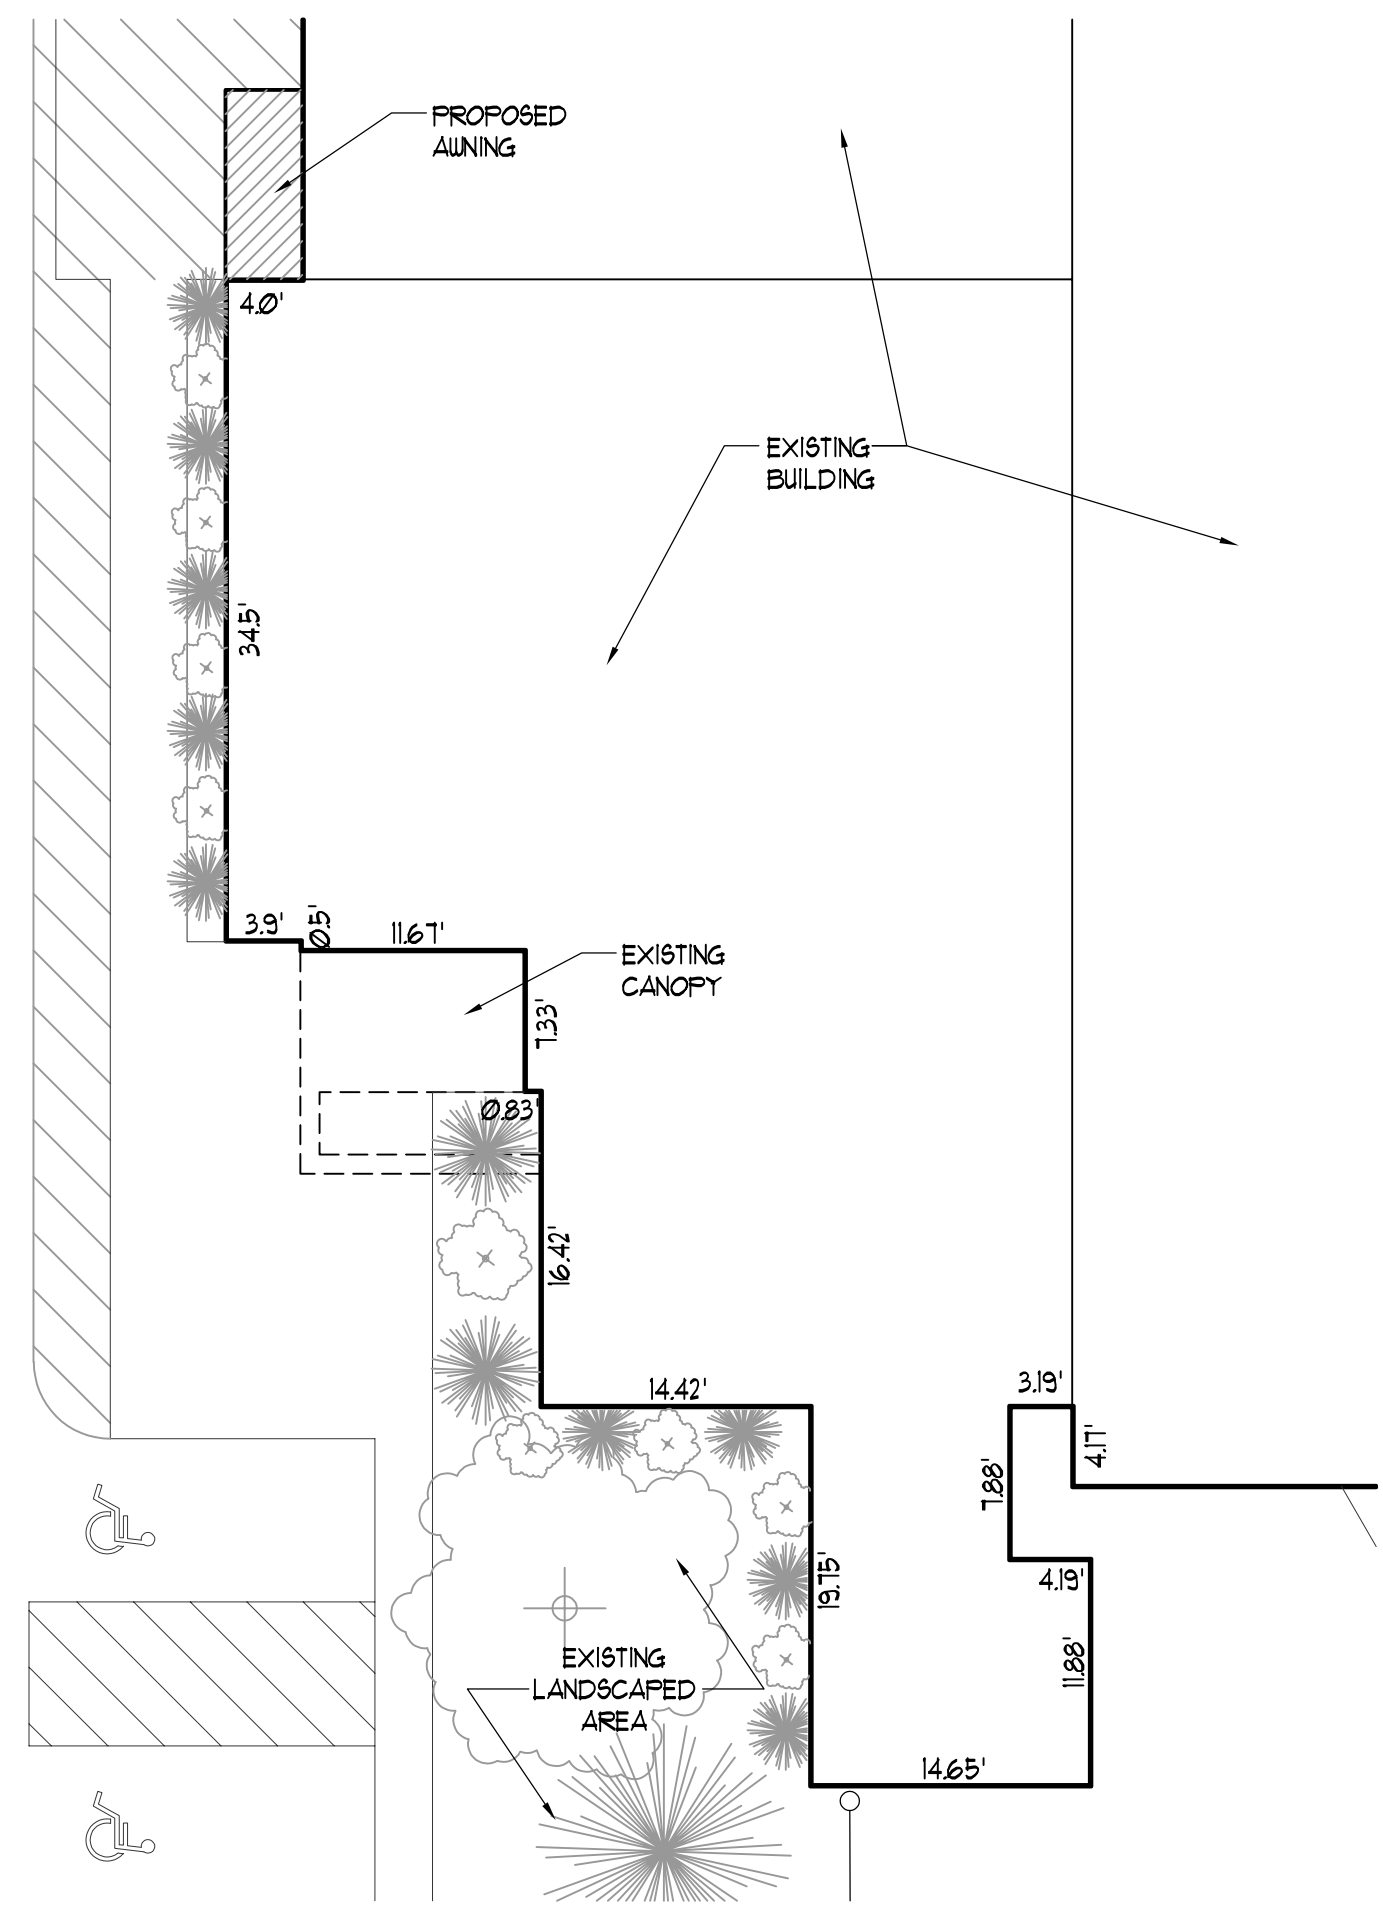 PROPOSED
AWNING
4.0'
EXISTING
BUILDING
34.5'
3.9'
0.5'
11.67'
EXISTING
CANOPY
7.33'
0.83'
16.42'
14.42'
3.19'
4.17'
7.88'
4.19'
19.75'
EXISTING
LANDSCAPED
AREA
11.88'
14.65'